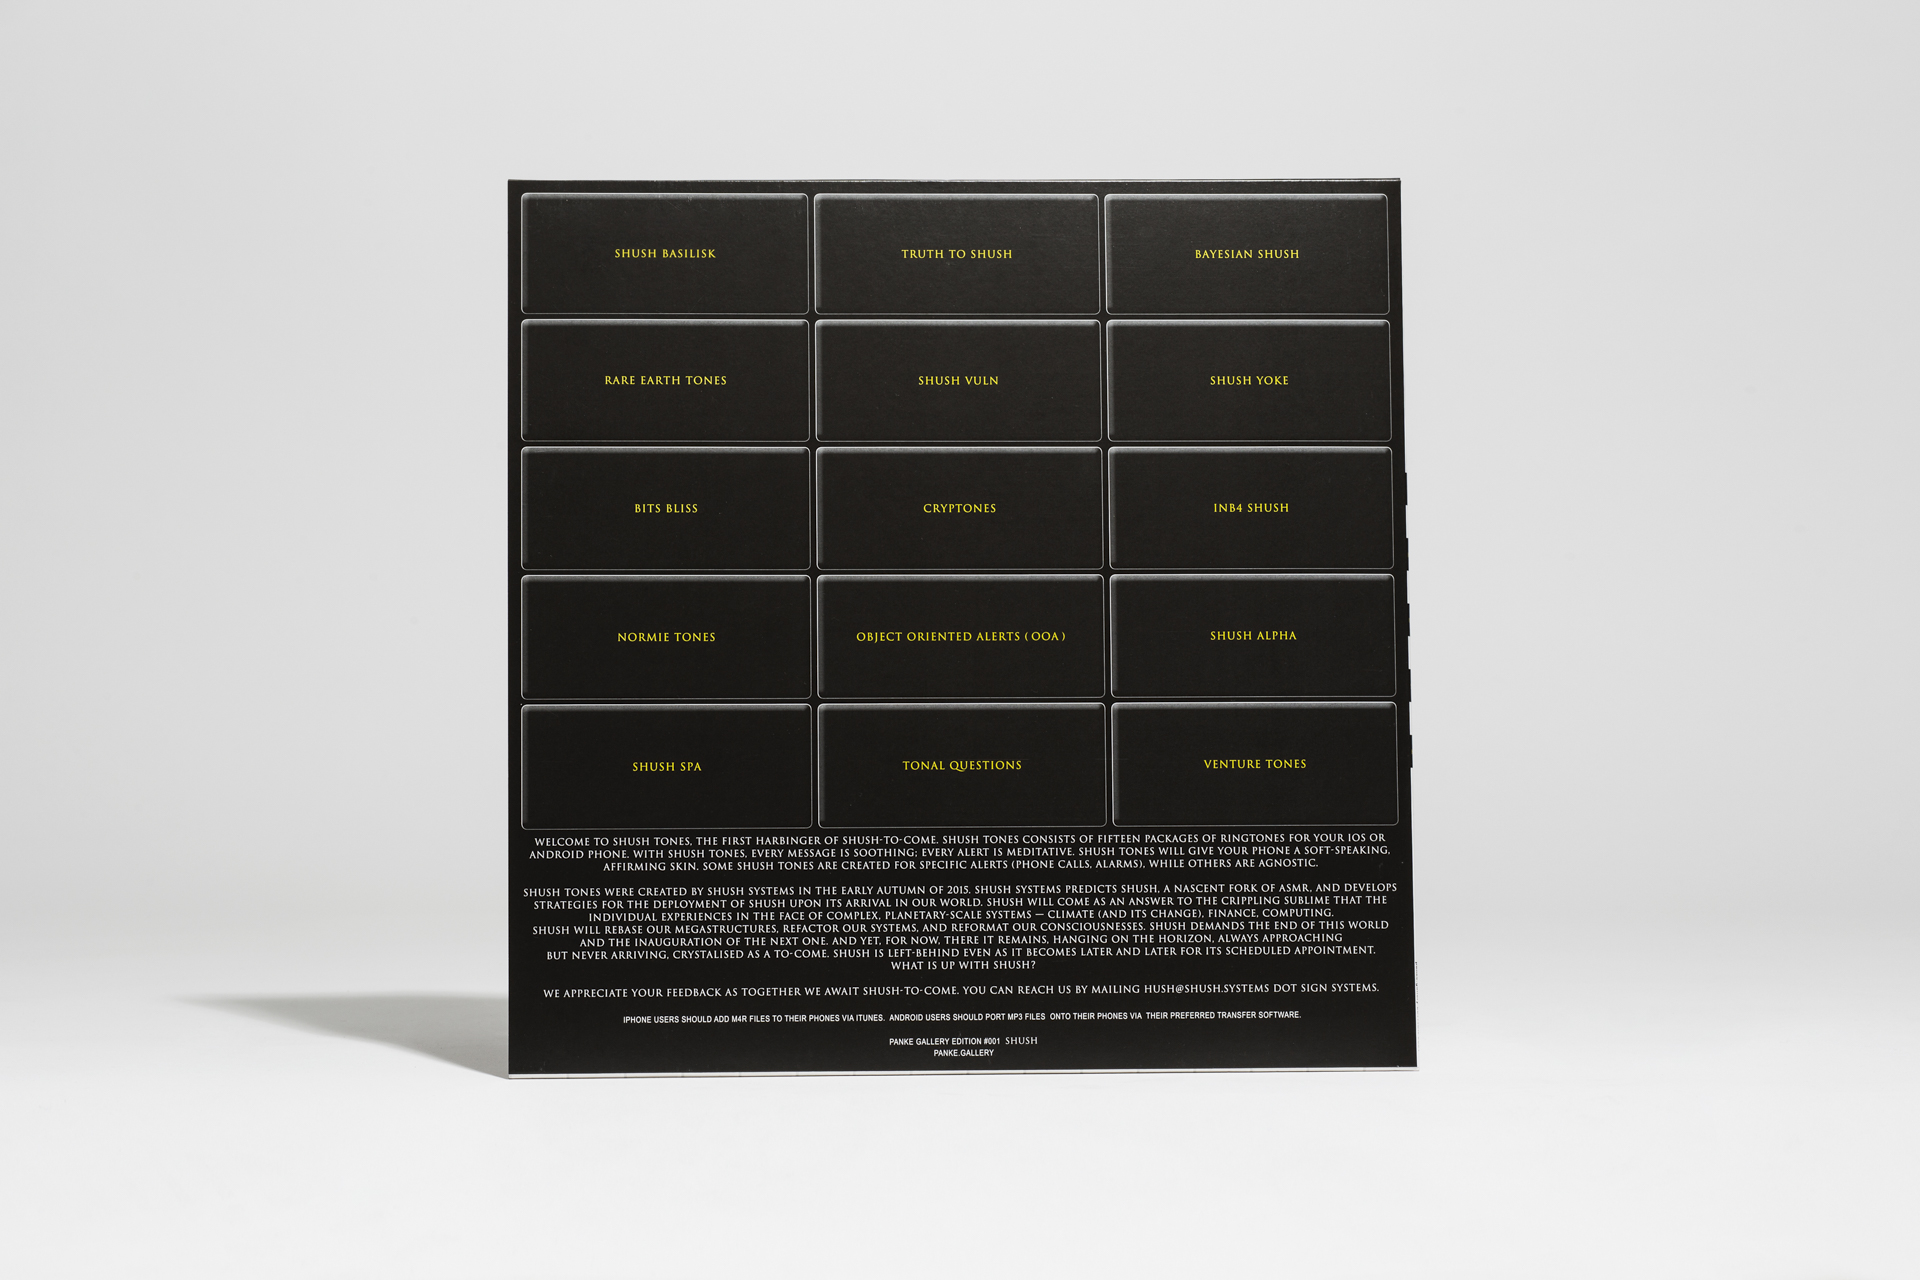 SHUSH BASILISK
TRUTH TO SHUSH
BAYESIAN SHUSH
RARE EARTH TONES
SHUSH VULN
SHUSH YOKE
BITS BLISS
CRYPTONES
INB4 SHUSH
NORMIE TONES
OBJECT ORIENTED ALERTS (OOA)
SHUSH ALPHA
SHUSH SPA
TONAL QUESTIONS
VENTURE TONES
WELCOME TO SHUSH TONES, THE FIRST HARBINGER OF SHUSH-TO-COME. SHUSH TONES CONSISTS OF FIFTEEN PACKAGES OF RINGTONES FOR YOUR IOS OR
ANDROID PHONE. WITH SHUSH TONES, EVERY MESSAGE IS SOOTHING; EVERY ALERT IS MEDITATIVE. SHUSH TONES WILL GIVE YOUR PHONE A SOFT-SPEAKING,
AFFIRMING SKIN. SOME SHUSH TONES ARE CREATED FOR SPECIFIC ALERTS (PHONE CALLS, ALARMS), WHILE OTHERS ARE AGNOSTIC.
SHUSH TONES WERE CREATED BY SHUSH SYSTEMS IN THE EARLY AUTUMN OF 2015. SHUSH SYSTEMS PREDICTS SHUSH, A NASCENT FORK OF ASMR, AND DEVELOPS
STRATEGIES FOR THE DEPLOYMENT OF SHUSH UPON ITS ARRIVAL IN OUR WORLD. SHUSH WILL COME AS AN ANSWER TO THE CRIPPLING SUBLIME THAT THE
INDIVIDUAL EXPERIENCES IN THE FACE OF COMPLEX, PLANETARY-SCALE SYSTEMS — CLIMATE (AND ITS CHANGE), FINANCE, COMPUTING.
SHUSH WILL REBASE OUR MEGASTRUCTURES, REFACTOR OUR SYSTEMS, AND REFORMAT OUR CONSCIOUSNESSES. SHUSH DEMANDS THE END OF THIS WORLD
AND THE INAUGURATION OF THE NEXT ONE. AND YET, FOR NOW, THERE IT REMAINS, HANGING ON THE HORIZON, ALWAYS APPROACHING
BUT NEVER ARRIVING, CRYSTALISED AS A TO-COME. SHUSH IS LEFT-BEHIND EVEN AS IT BECOMES LATER AND LATER FOR ITS SCHEDULED APPOINTMENT.
WHAT IS UP WITH SHUSH?
WE APPRECIATE YOUR FEEDBACK AS TOGETHER WE AWAIT SHUSH-TO-COME. YOU CAN REACH US BY MAILING HUSH@SHUSH.SYSTEMS DOT SIGN SYSTEMS.
IPHONE USERS SHOULD ADD M4R FILES TO THEIR PHONES VIA ITUNES. ANDROID USERS SHOULD PORT MP3 FILES ONTO THEIR PHONES VIA THEIR PREFERRED TRANSFER SOFTWARE.
PANKE GALLERY EDITION #001 SHUSH
PANKE.GALLERY